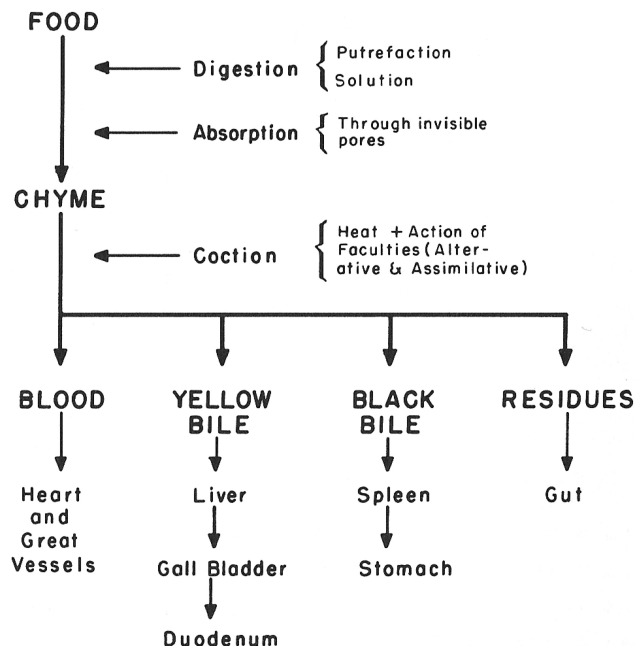 FOOD
Digestion
Putrefaction
Solution
Absorption
Through invisible
pores
CHYME
Coction
Heat + Action of
Faculties (Alter-
ative & Assimilative)
BLOOD
Heart
and
Great
Vessels
YELLOW
BILE
Liver
Gall Bladder
Duodenum
BLACK
BILE
Spleen
Stomach
RESIDUES
Gut